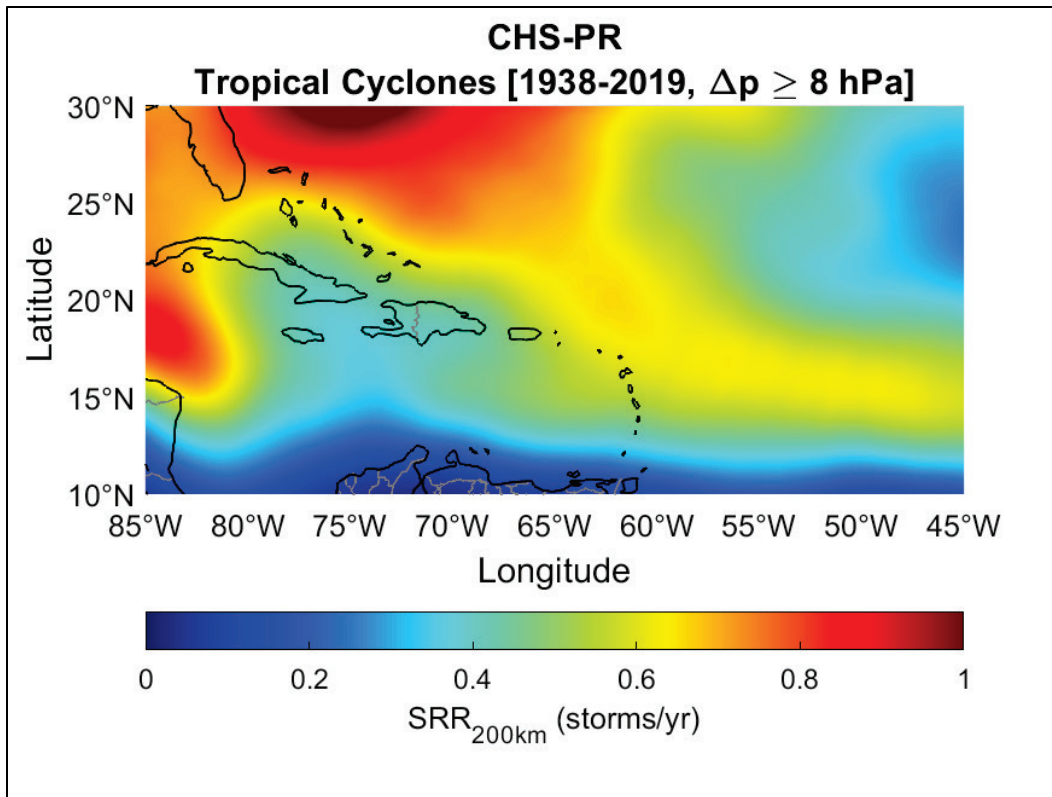 CHS-PR
Tropical Cyclones [1938-2019, Δp ≥ 8 hPa]
30°N
25°N
20°N
15°N
10°N
Latitude
85°W 80°W 75°W 70°W 65°W 60°W 55°W 50°W 45°W
Longitude
0 0.2 0.4 0.6 0.8 1
SRR200km (storms/yr)